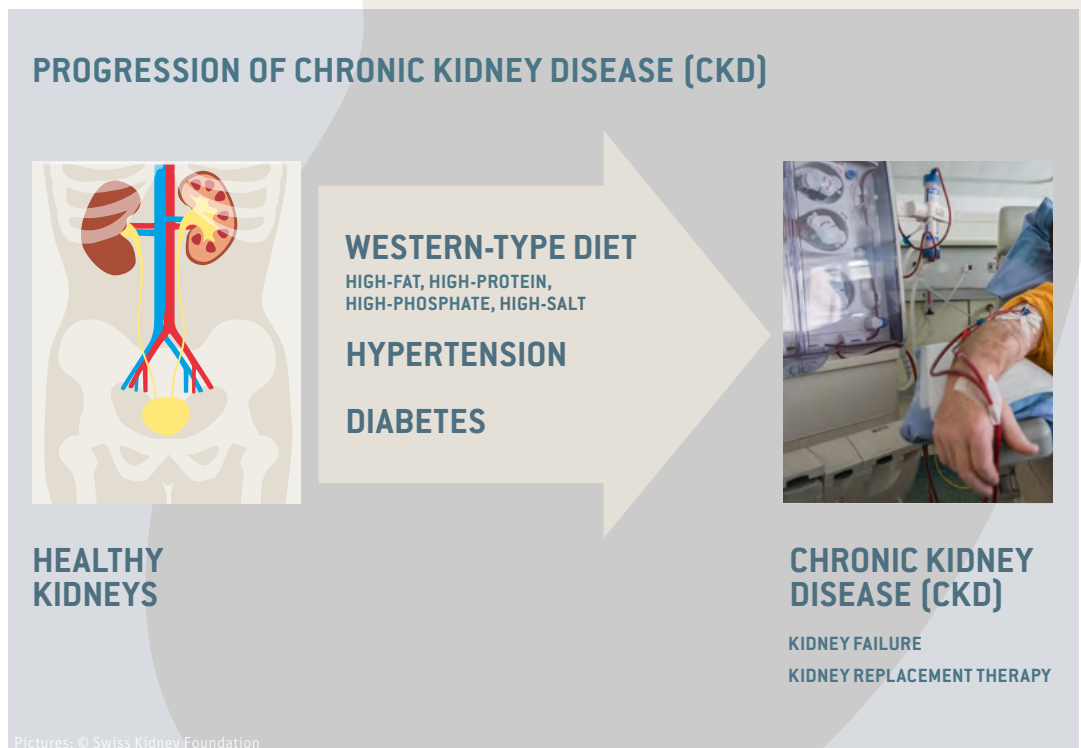 PROGRESSION OF CHRONIC KIDNEY DISEASE (CKD)
WESTERN-TYPE DIET
HIGH-FAT, HIGH-PROTEIN,
HIGH-PHOSPHATE, HIGH-SALT
HYPERTENSION
DIABETES
HEALTHY
KIDNEYS
CHRONIC KIDNEY
DISEASE (CKD)
KIDNEY FAILURE
KIDNEY REPLACEMENT THERAPY
Pictures: © Swiss Kidney Foundation